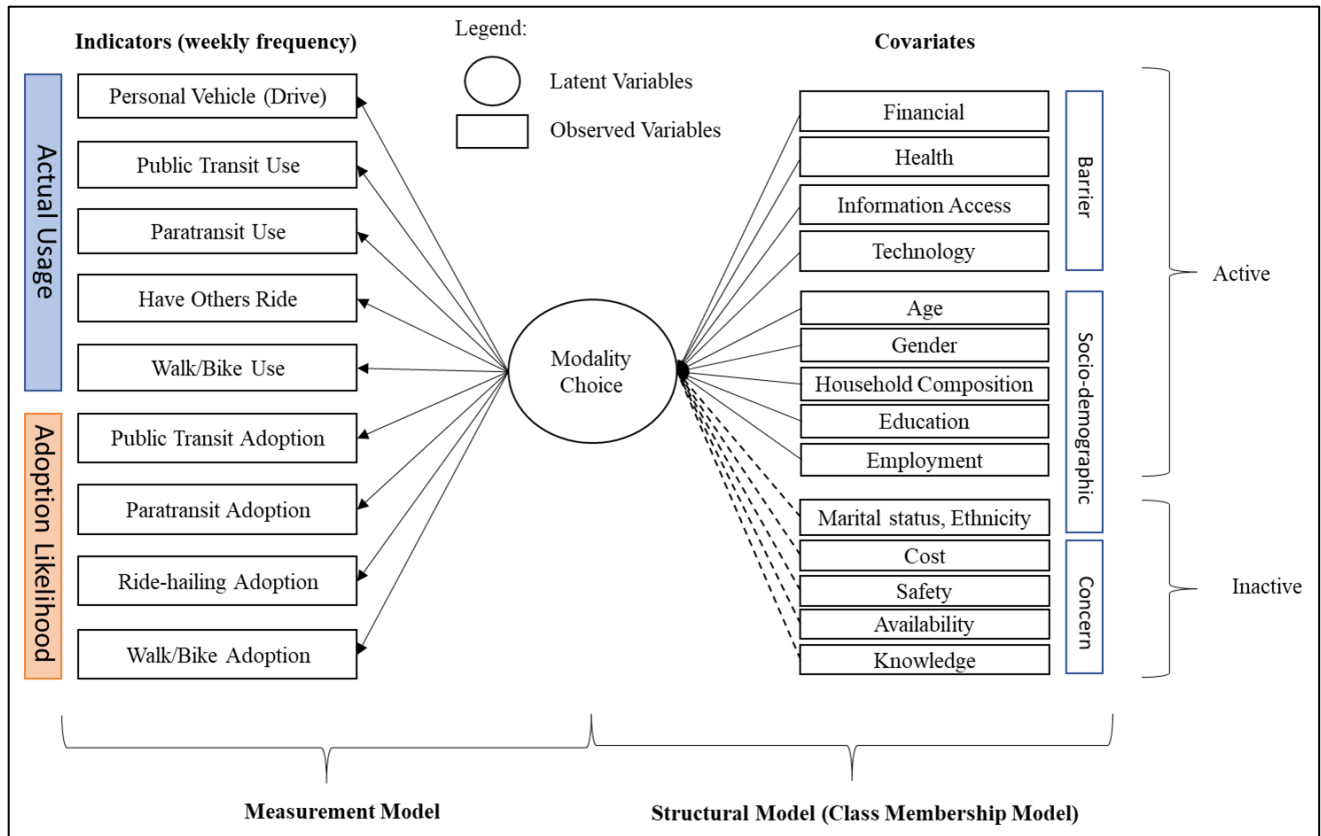 Indicators (weekly frequency)
Actual Usage
Personal Vehicle (Drive)
Public Transit Use
Paratransit Use
Have Others Ride
Walk/Bike Use
Adoption Likelihood
Public Transit Adoption
Paratransit Adoption
Ride-hailing Adoption
Walk/Bike Adoption
Legend:
Latent Variables
Observed Variables
Modality
Choice
Covariates
Financial
Health
Information Access
Technology
Barrier
Age
Gender
Household Composition
Education
Employment
Marital status, Ethnicity
Socio-demographic
Cost
Safety
Availability
Knowledge
Concern
Active
Inactive
Measurement Model
Structural Model (Class Membership Model)